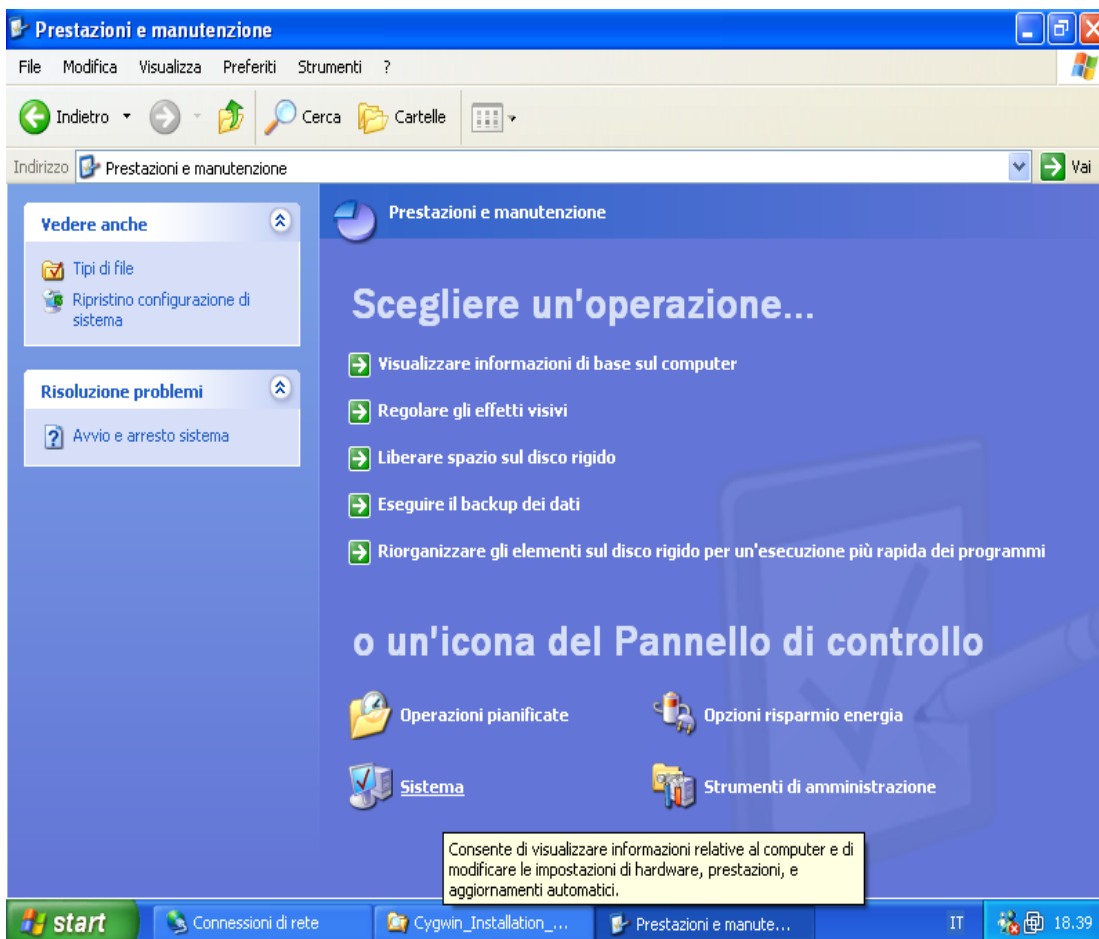 Prestazioni e manutenzione
File Modifica Visualizza Preferiti Strumenti ?
Indietro Cerca Cartelle
Indirizzo Prestazioni e manutenzione Vai
Vedere anche
Tipi di file
Ripristino configurazione di
sistema
Risoluzione problemi
Avvio e arresto sistema
Prestazioni e manutenzione
Scegliere un'operazione...
Visualizzare informazioni di base sul computer
Regolare gli effetti visivi
Liberare spazio sul disco rigido
Eseguire il backup dei dati
Riorganizzare gli elementi sul disco rigido per un'esecuzione più rapida dei programmi
o un'icona del Pannello di controllo
Operazioni pianificate
Opzioni risparmio energia
Sistema
Strumenti di amministrazione
Consente di visualizzare informazioni relative al computer e di
modificare le impostazioni di hardware, prestazioni, e
aggiornamenti automatici.
start Connessioni di rete Cygwin_Installation_... Prestazioni e manute... IT 18.39